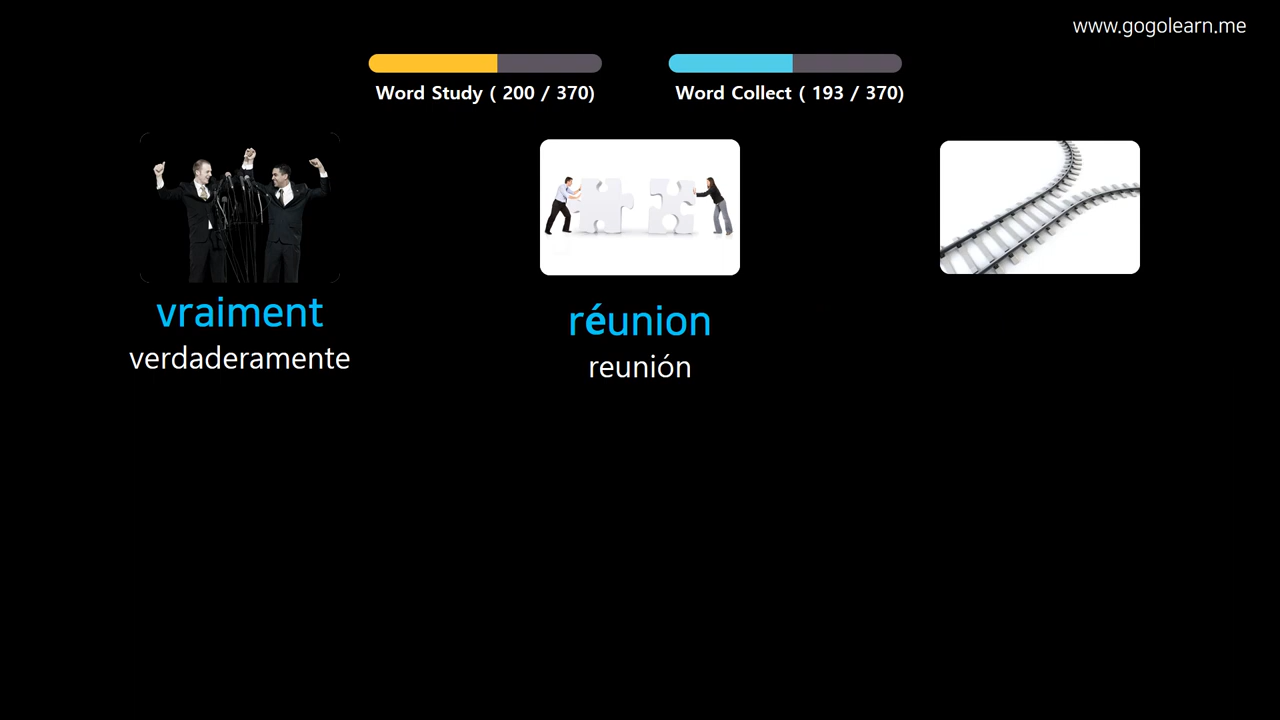 www.gogolearn.me
Word Study ( 200 / 370)
Word Collect ( 193 / 370)
vraiment
verdaderamente
réunion
reunión